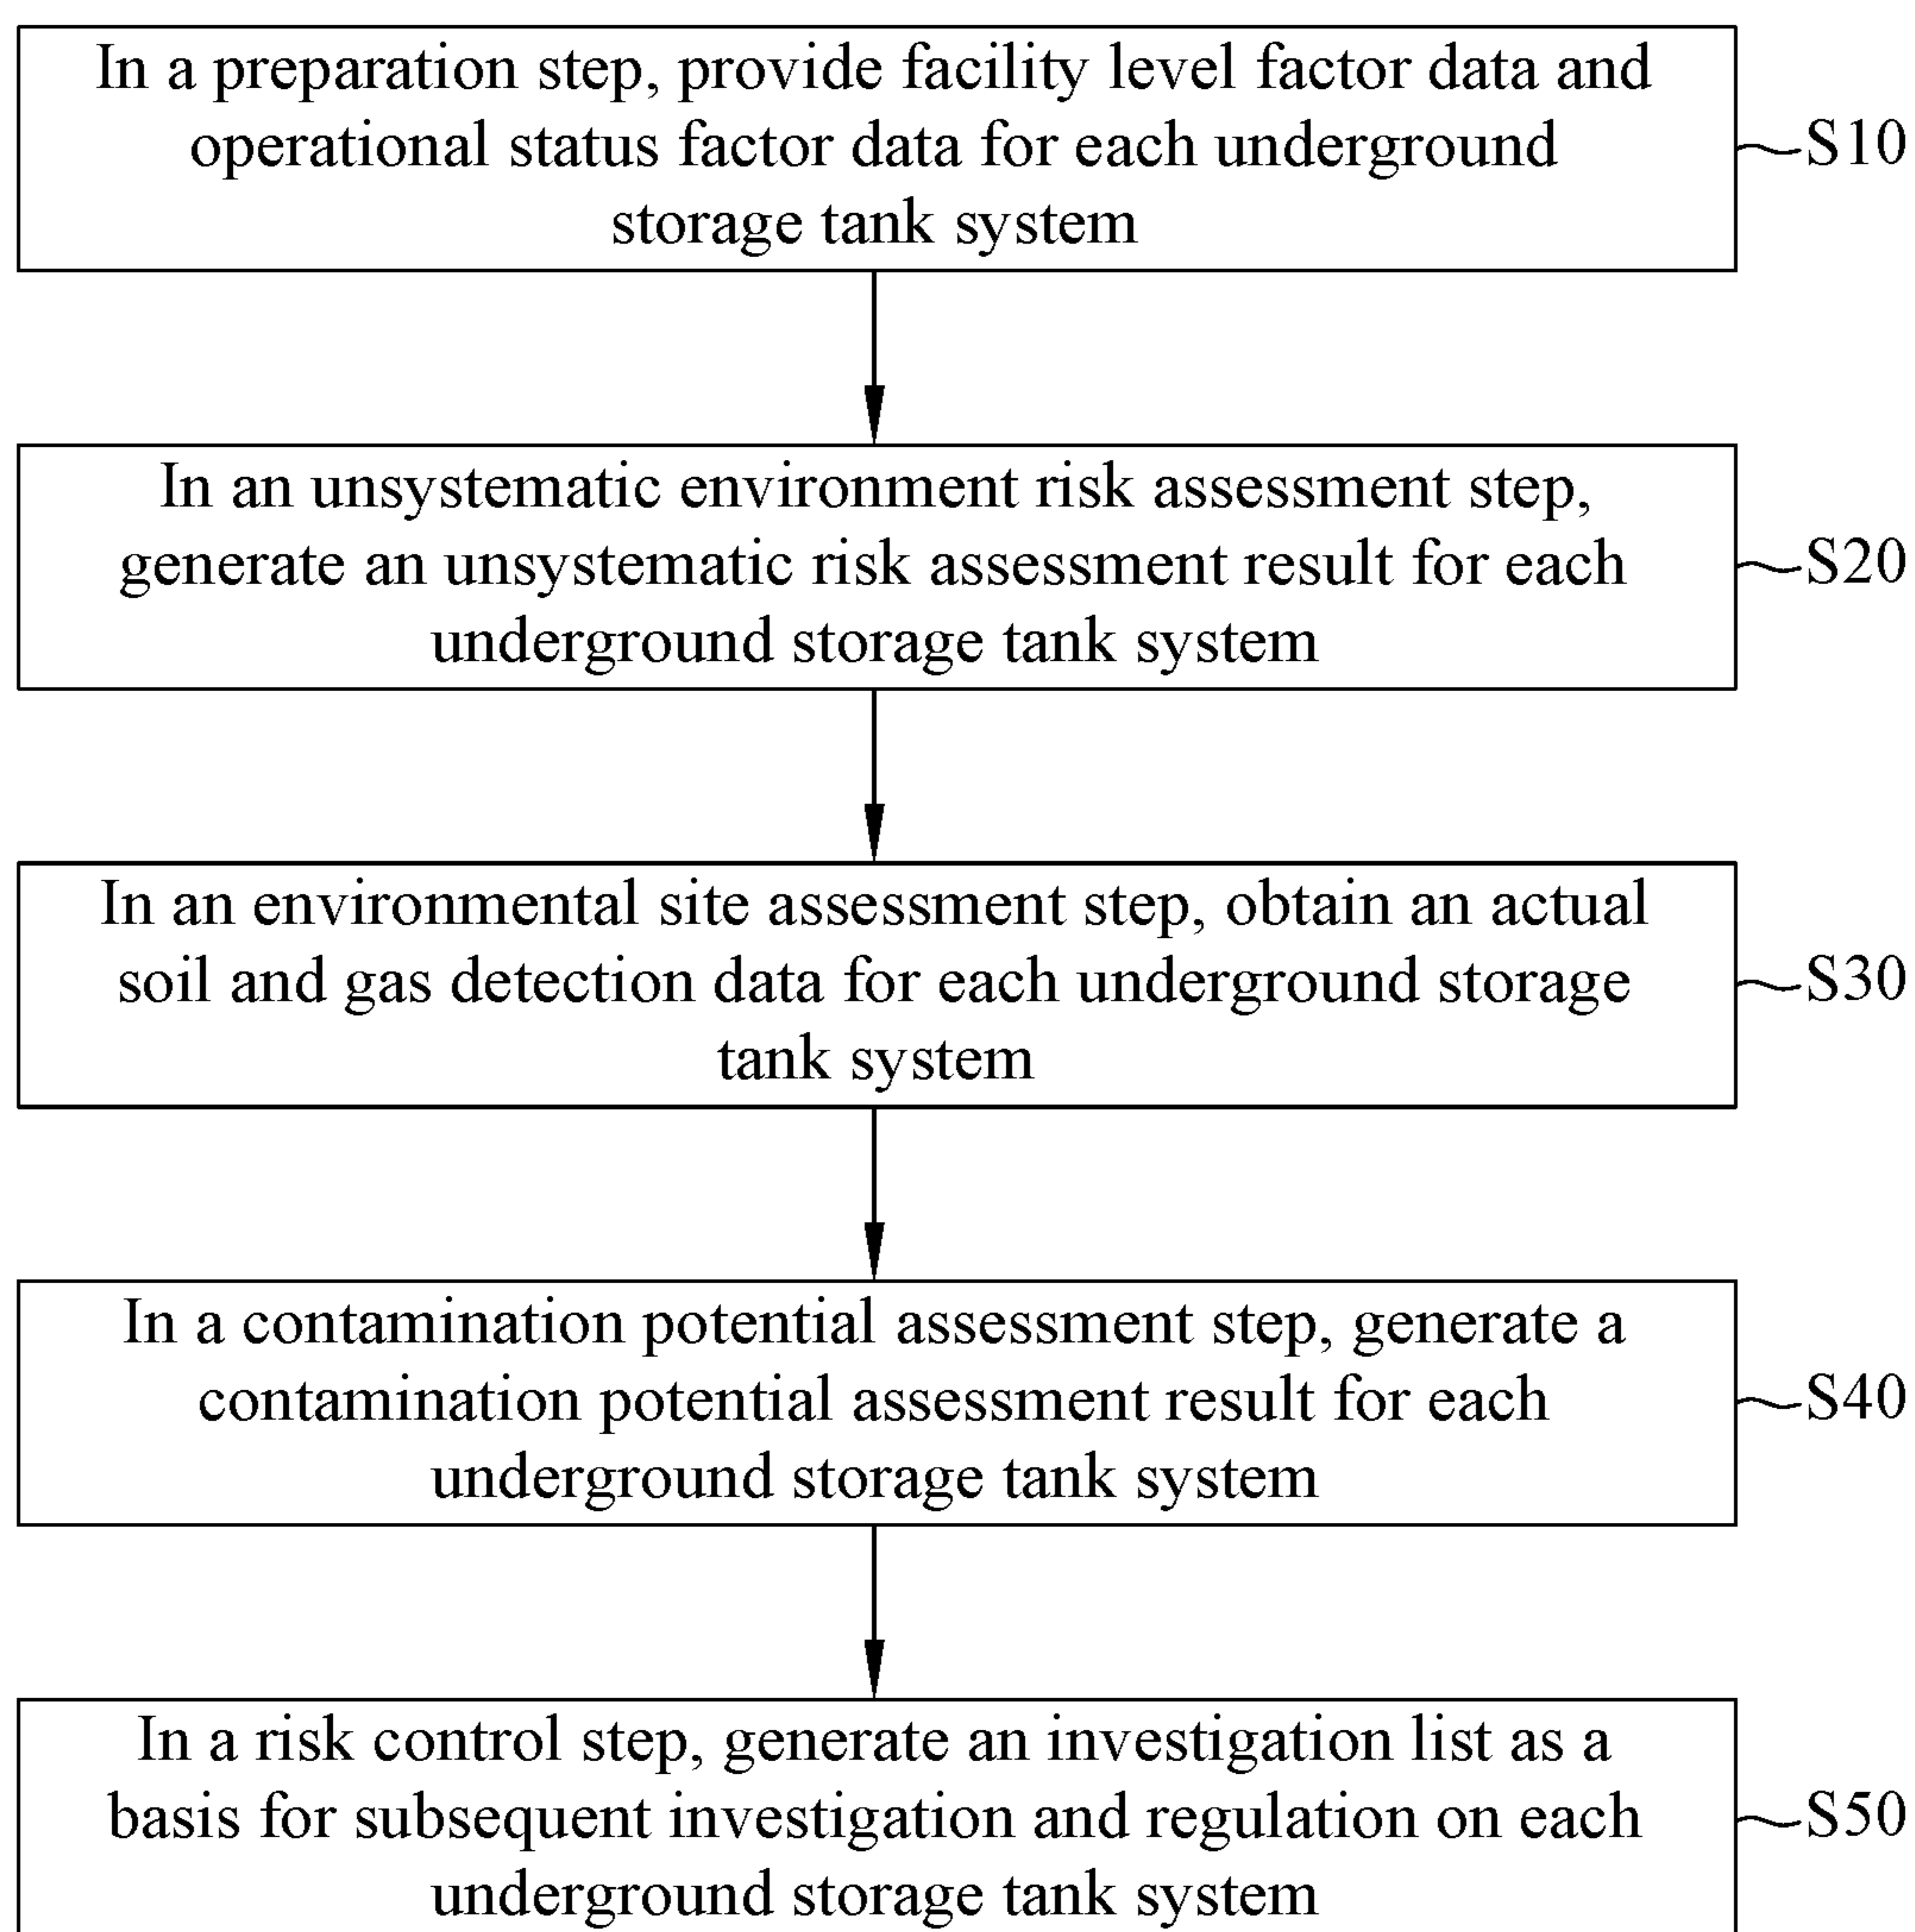 In a preparation step, provide facility level factor data and
operational status factor data for each underground
storage tank system
S10
In an unsystematic environment risk assessment step,
generate an unsystematic risk assessment result for each
underground storage tank system
S20
In an environmental site assessment step, obtain an actual
soil and gas detection data for each underground storage
tank system
S30
In a contamination potential assessment step, generate a
contamination potential assessment result for each
underground storage tank system
S40
In a risk control step, generate an investigation list as a
basis for subsequent investigation and regulation on each
underground storage tank system
S50